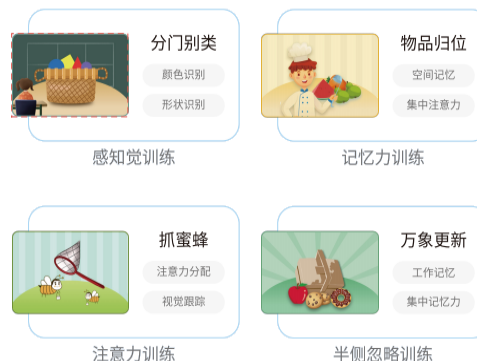 分门别类
颜色识别
形状识别
感知觉训练
物品归位
空间记忆
集中注意力
记忆力训练
抓蜜蜂
注意力分配
视觉跟踪
注意力训练
万象更新
工作记忆
集中记忆力
半侧忽略训练